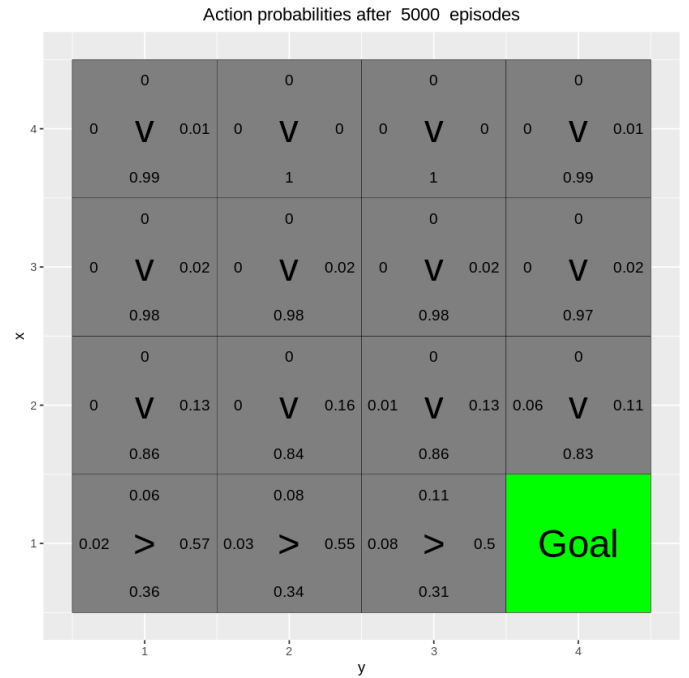 Action probabilities after 5000 episodes
0 0 0 0
4 0 V 0.01 0 V 0 0 V 0 0 V 0.01
0.99 1 1 0.99
0 0 0 0
3 0 V 0.02 0 V 0.02 0 V 0.02 0 V 0.02
0.98 0.98 0.98 0.97
x
0 0 0 0
2 0 V 0.13 0 V 0.16 0.01 V 0.13 0.06 V 0.11
0.86 0.84 0.86 0.83
0.06 0.08 0.11
1 0.02 > 0.57 0.03 > 0.55 0.08 > 0.5 Goal
0.36 0.34 0.31
1 2 3 4
y